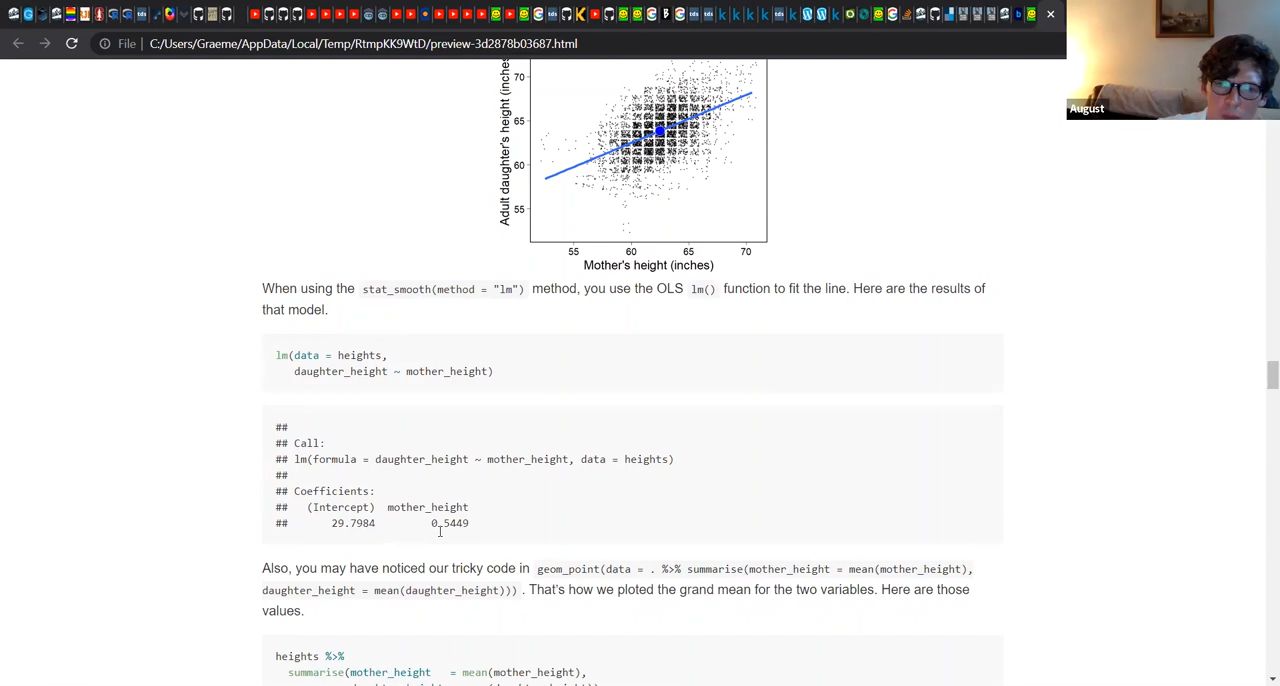 File
C:/Users/Graeme/AppData/Local/Temp/RtmpKK9WtD/preview-3d2878b03687.html
August
Adult daughter's height (inches
70
65
60
55
55 60 65 70
Mother's height (inches)
When using the stat_smooth(method = "lm") method, you use the OLS lm() function to fit the line. Here are the results of
that model.
lm(data = heights,
daughter_height ~ mother_height)
##
## Call:
## lm(formula = daughter_height ~ mother_height, data = heights)
##
## Coefficients:
## (Intercept) mother_height
## 29.7984 0.5449
Also, you may have noticed our tricky code in geom_point(data = . %>% summarise(mother_height = mean(mother_height),
daughter_height = mean(daughter_height))) . That's how we ploted the grand mean for the two variables. Here are those
values.
heights %>%
summarise(mother_height = mean(mother_height),